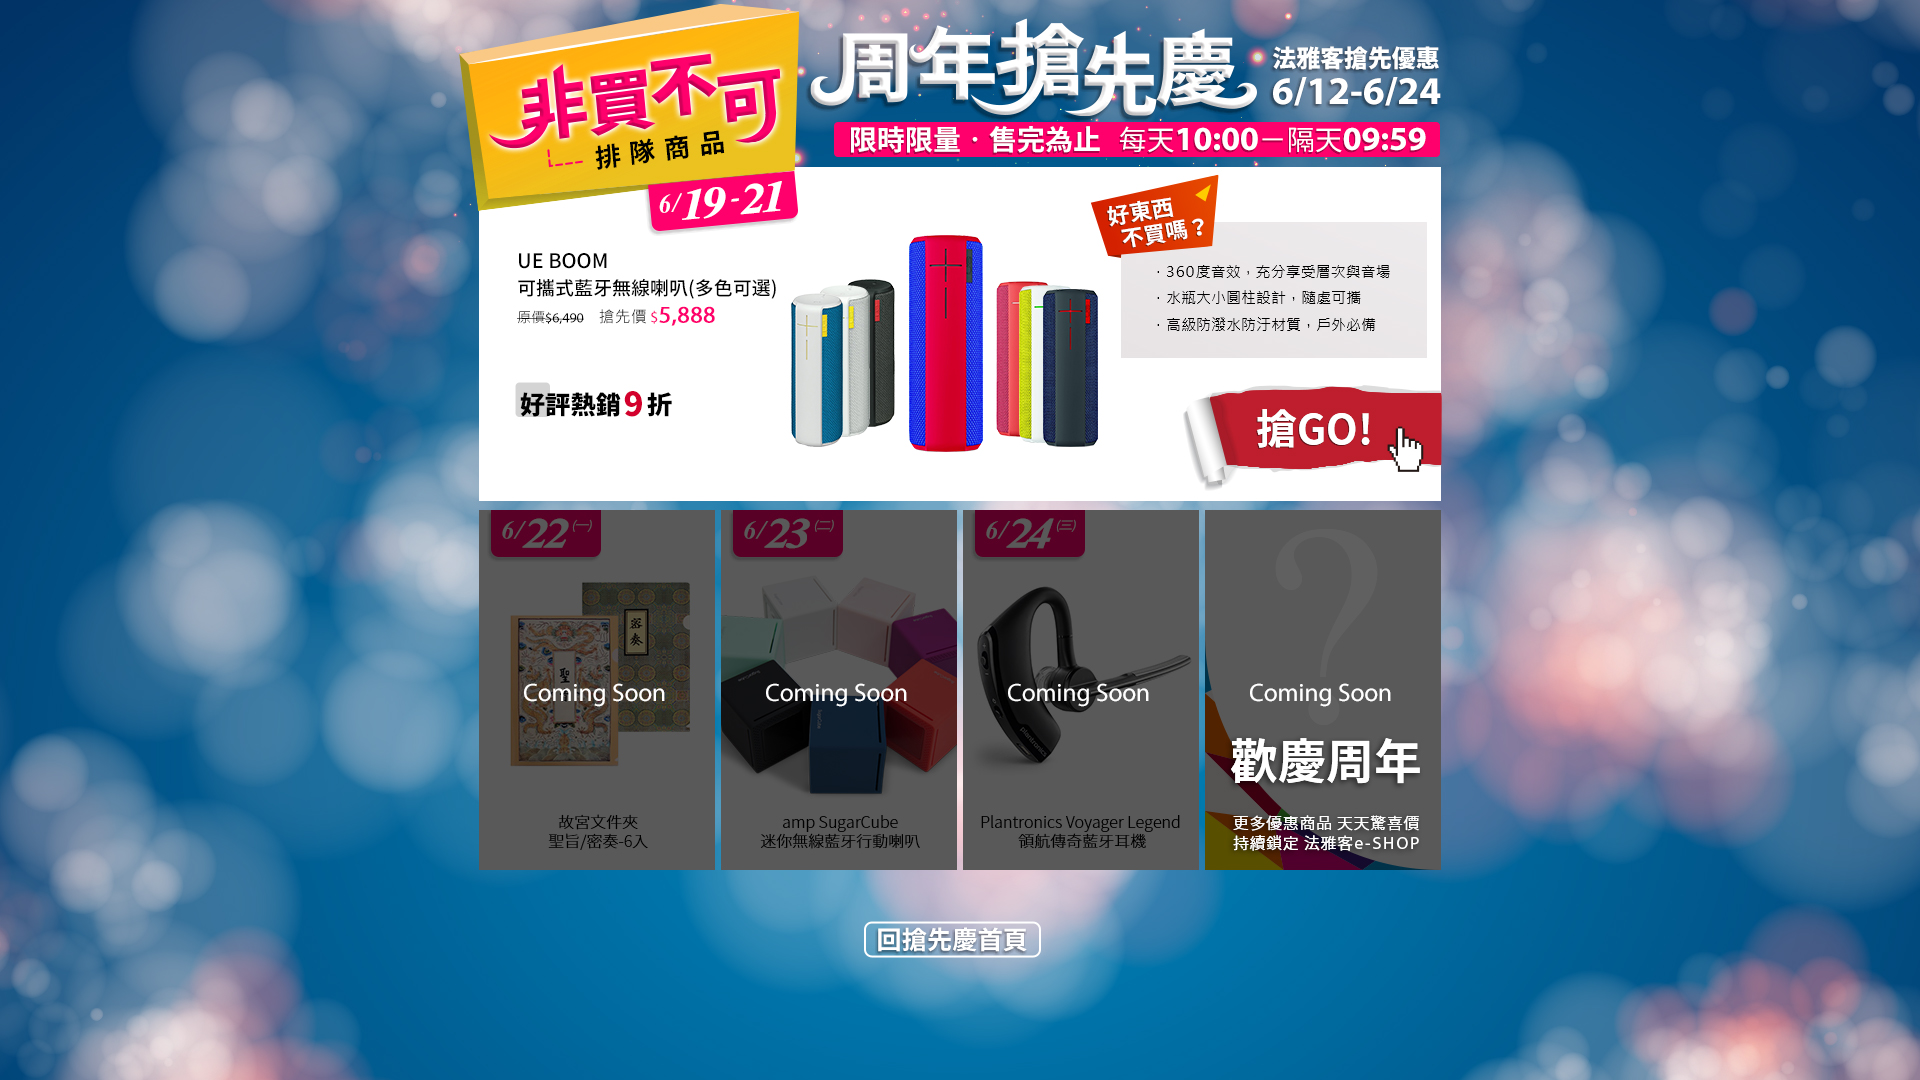 非買不可
排隊商品
6/19-21
周年搶先慶
法雅客搶先優惠
6/12-6/24
限時限量．售完為止 每天10:00－隔天09:59
UE BOOM
可攜式藍牙無線喇叭(多色可選)
原價$6,490 搶先價 $5,888
好評熱銷9折
好東西
不買嗎？
．360度音效，充分享受層次與音場
．水瓶大小圓柱設計，隨處可攜
．高級防潑水防汙材質，戶外必備
搶GO!
6/22 (一)
聖
密奏
Coming Soon
故宮文件夾
聖旨/密奏-6入
6/23 (二)
Coming Soon
amp SugarCube
迷你無線藍牙行動喇叭
6/24 (三)
Coming Soon
plantronics
Plantronics Voyager Legend
領航傳奇藍牙耳機
?
Coming Soon
歡慶周年
更多優惠商品 天天驚喜價
持續鎖定 法雅客e-SHOP
回搶先慶首頁